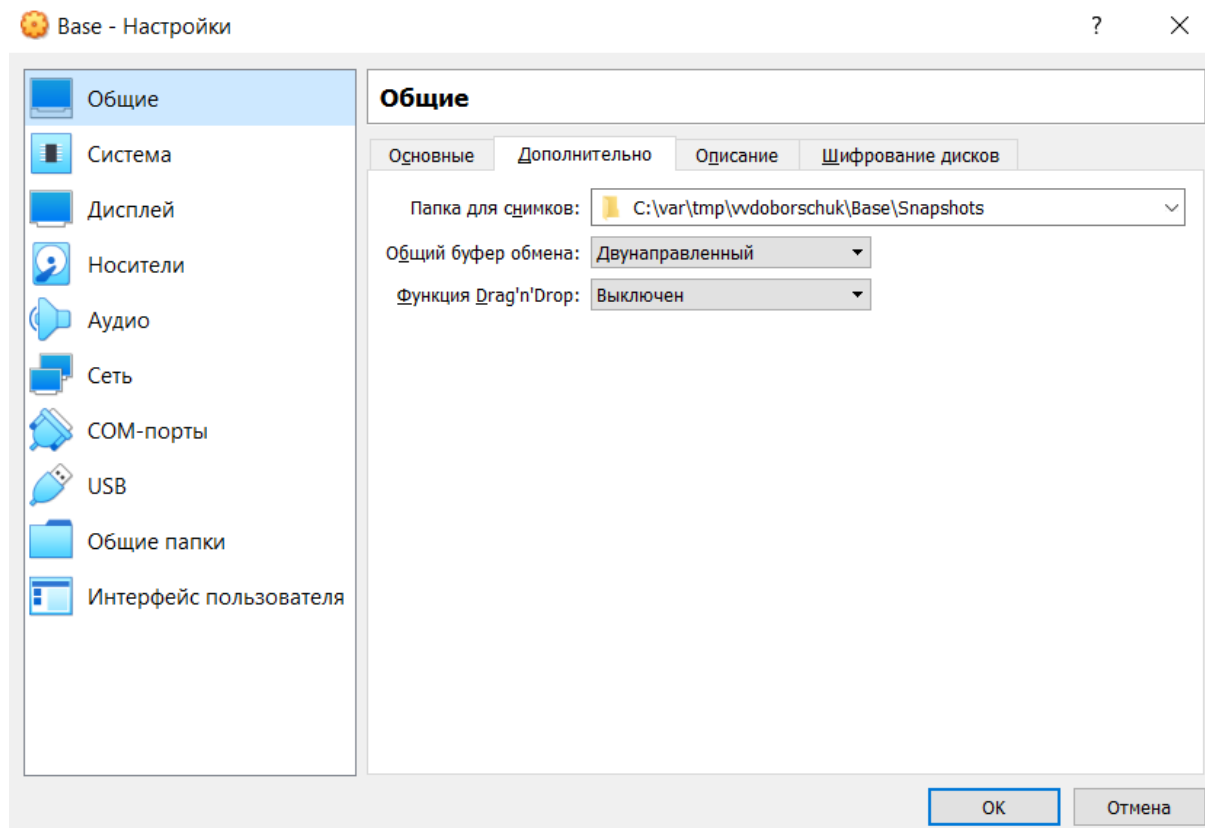 Base - Настройки
?
Общие
Система
Дисплей
Носители
Аудио
Сеть
COM-порты
USB
Общие папки
Интерфейс пользователя
Общие
Основные Дополнительно Описание Шифрование дисков
Папка для снимков: C:\var\tmp\vvdoborschuk\Base\Snapshots
Общий буфер обмена: Двунаправленный
Функция Drag'n'Drop: Выключен
OK Отмена